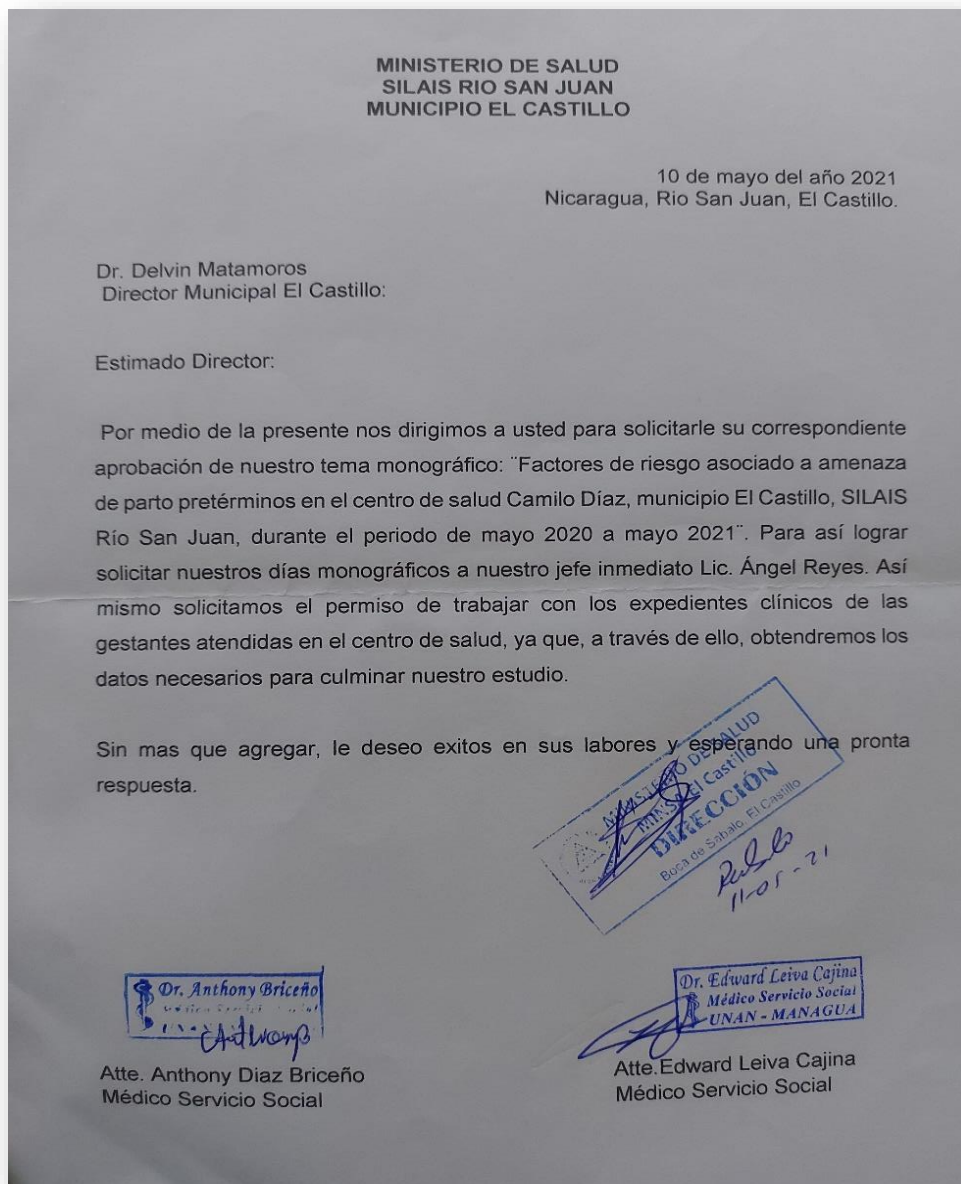 MINISTERIO DE SALUD
SILAIS RIO SAN JUAN
MUNICIPIO EL CASTILLO
10 de mayo del año 2021
Nicaragua, Rio San Juan, El Castillo.
Dr. Delvin Matamoros
Director Municipal El Castillo:
Estimado Director:
Por medio de la presente nos dirigimos a usted para solicitarle su correspondiente
aprobación de nuestro tema monográfico: ¨Factores de riesgo asociado a amenaza
de parto pretérminos en el centro de salud Camilo Díaz, municipio El Castillo, SILAIS
Río San Juan, durante el periodo de mayo 2020 a mayo 2021¨. Para así lograr
solicitar nuestros días monográficos a nuestro jefe inmediato Lic. Ángel Reyes. Así
mismo solicitamos el permiso de trabajar con los expedientes clínicos de las
gestantes atendidas en el centro de salud, ya que, a través de ello, obtendremos los
datos necesarios para culminar nuestro estudio.
Sin mas que agregar, le deseo exitos en sus labores y esperando una pronta
respuesta.
MINISTERIO DE SALUD
MINSA El Castillo
DIRECCIÓN
Boca de Sabalo, El Castillo
11-05-21
Dr. Anthony Briceño
Dr. Edward Leiva Cajina
Médico Servicio Social
UNAN - MANAGUA
Atte. Anthony Diaz Briceño
Médico Servicio Social
Atte.Edward Leiva Cajina
Médico Servicio Social